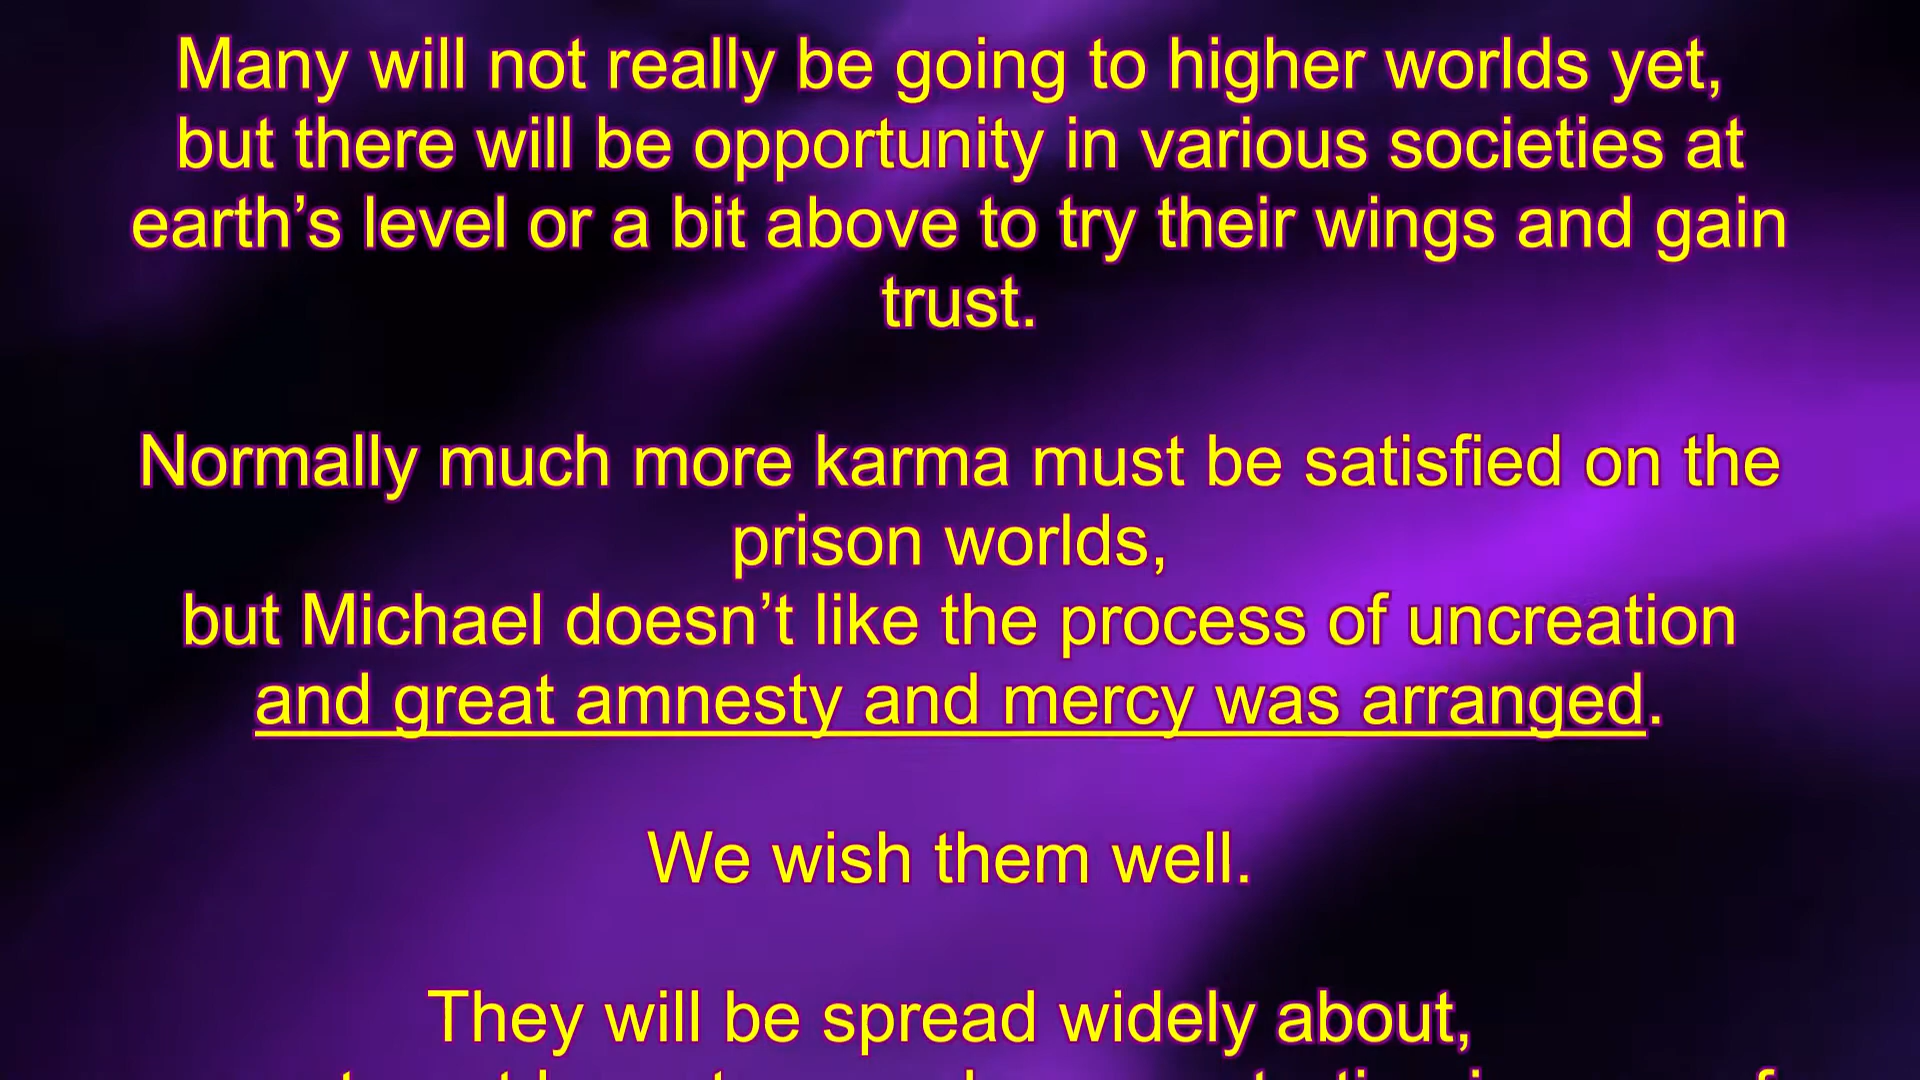 Many will not really be going to higher worlds yet,
but there will be opportunity in various societies at
earth’s level or a bit above to try their wings and gain
trust.
Normally much more karma must be satisfied on the
prison worlds,
but Michael doesn’t like the process of uncreation
and great amnesty and mercy was arranged.
We wish them well.
They will be spread widely about,